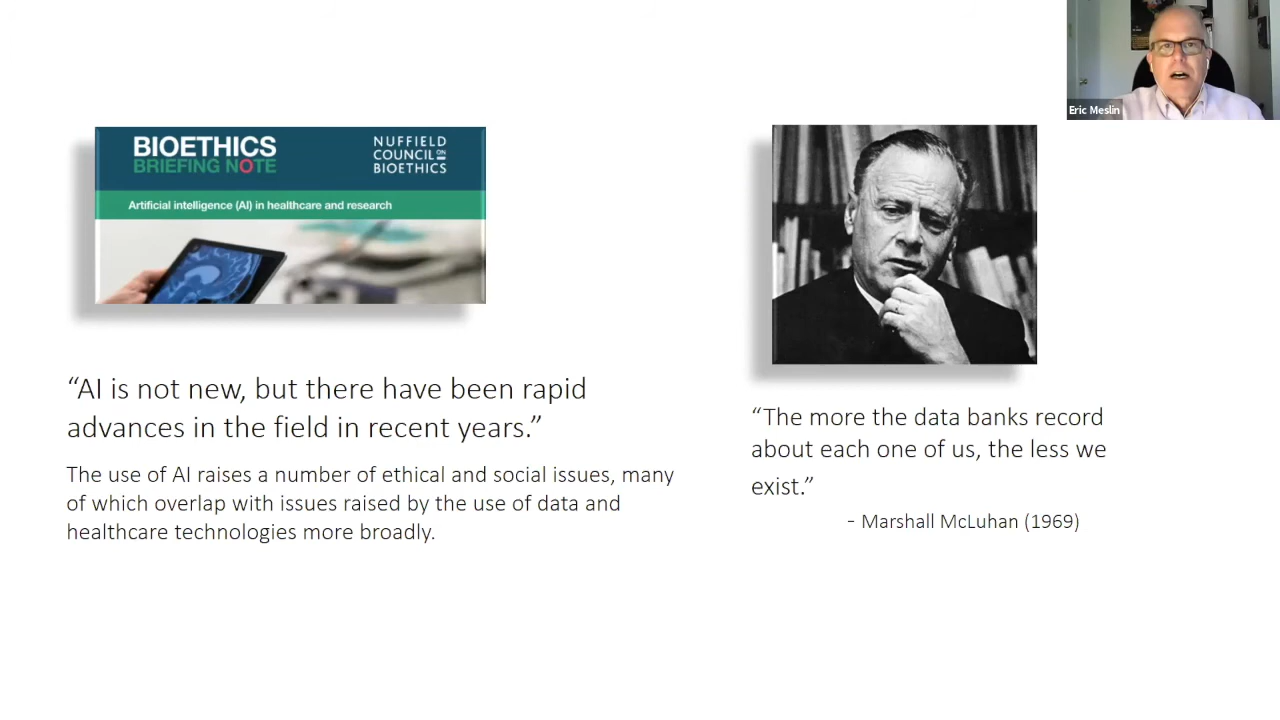 Eric Meslin
BIOETHICS
BRIEFING NOTE
NUFFIELD
COUNCIL ON
BIOETHICS
Artificial intelligence (AI) in healthcare and research
“AI is not new, but there have been rapid
advances in the field in recent years.”
The use of AI raises a number of ethical and social issues, many
of which overlap with issues raised by the use of data and
healthcare technologies more broadly.
“The more the data banks record
about each one of us, the less we
exist.”
- Marshall McLuhan (1969)